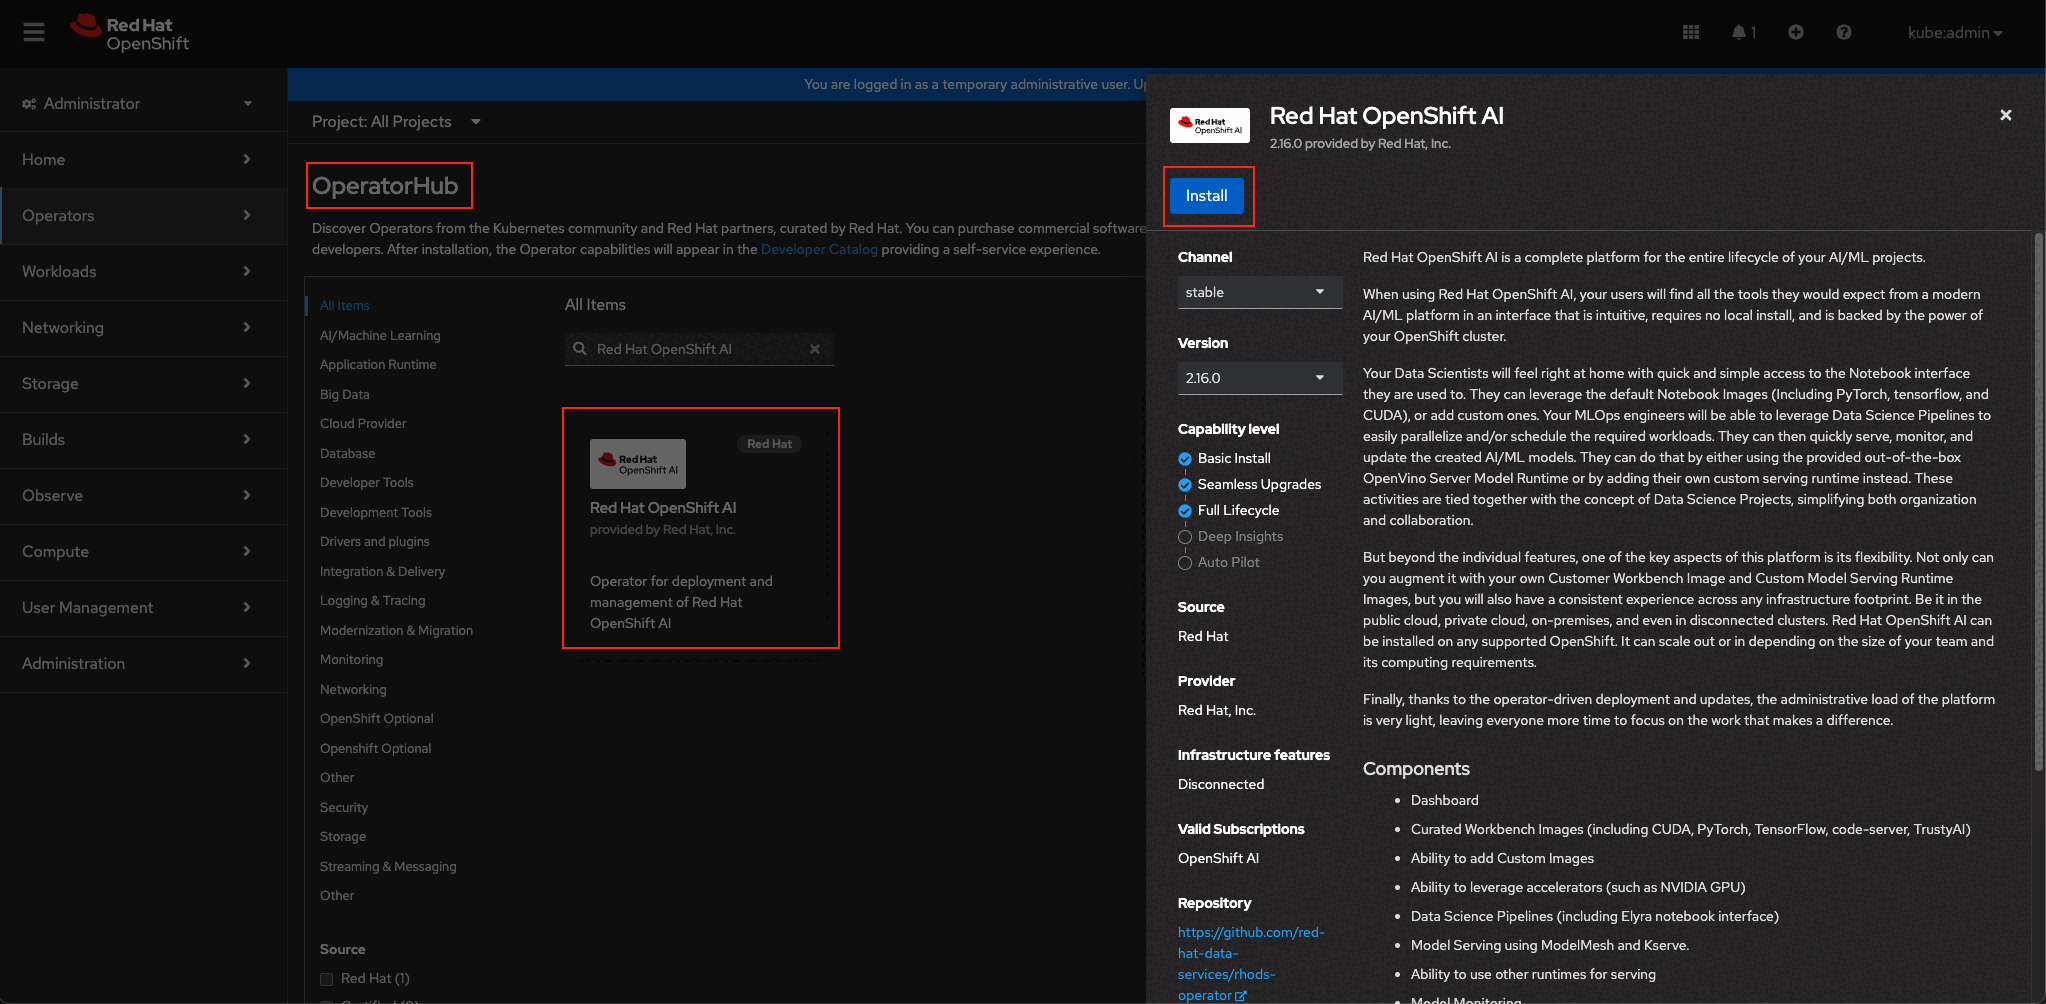 Red Hat
OpenShift
1
kube:admin
You are logged in as a temporary administrative user. Up
Administrator
Home
Operators
Workloads
Networking
Storage
Builds
Observe
Compute
User Management
Administration
Project: All Projects
OperatorHub
Discover Operators from the Kubernetes community and Red Hat partners, curated by Red Hat. You can purchase commercial software
developers. After installation, the Operator capabilities will appear in the Developer Catalog providing a self-service experience.
All Items
AI/Machine Learning
Application Runtime
Big Data
Cloud Provider
Database
Developer Tools
Development Tools
Drivers and plugins
Integration & Delivery
Logging & Tracing
Modernization & Migration
Monitoring
Networking
OpenShift Optional
Openshift Optional
Other
Security
Storage
Streaming & Messaging
Other
Source
Red Hat (1)
All Items
Red Hat OpenShift AI
Red Hat
OpenShift AI
Red Hat
Red Hat OpenShift AI
provided by Red Hat, Inc.
Operator for deployment and
management of Red Hat
OpenShift AI
Red Hat
OpenShift AI
Red Hat OpenShift AI
2.16.0 provided by Red Hat, Inc.
Install
Channel
stable
Version
2.16.0
Capability level
Basic Install
Seamless Upgrades
Full Lifecycle
Deep Insights
Auto Pilot
Source
Red Hat
Provider
Red Hat, Inc.
Infrastructure features
Disconnected
Valid Subscriptions
OpenShift AI
Repository
https://github.com/red-
hat-data-
services/rhods-
operator
Red Hat OpenShift AI is a complete platform for the entire lifecycle of your AI/ML projects.
When using Red Hat OpenShift AI, your users will find all the tools they would expect from a modern
AI/ML platform in an interface that is intuitive, requires no local install, and is backed by the power of
your OpenShift cluster.
Your Data Scientists will feel right at home with quick and simple access to the Notebook interface
they are used to. They can leverage the default Notebook Images (Including PyTorch, tensorflow, and
CUDA), or add custom ones. Your MLOps engineers will be able to leverage Data Science Pipelines to
easily parallelize and/or schedule the required workloads. They can then quickly serve, monitor, and
update the created AI/ML models. They can do that by either using the provided out-of-the-box
OpenVino Server Model Runtime or by adding their own custom serving runtime instead. These
activities are tied together with the concept of Data Science Projects, simplifying both organization
and collaboration.
But beyond the individual features, one of the key aspects of this platform is its flexibility. Not only can
you augment it with your own Customer Workbench Image and Custom Model Serving Runtime
Images, but you will also have a consistent experience across any infrastructure footprint. Be it in the
public cloud, private cloud, on-premises, and even in disconnected clusters. Red Hat OpenShift AI can
be installed on any supported OpenShift. It can scale out or in depending on the size of your team and
its computing requirements.
Finally, thanks to the operator-driven deployment and updates, the administrative load of the platform
is very light, leaving everyone more time to focus on the work that makes a difference.
Components
Dashboard
Curated Workbench Images (including CUDA, PyTorch, TensorFlow, code-server, TrustyAI)
Ability to add Custom Images
Ability to leverage accelerators (such as NVIDIA GPU)
Data Science Pipelines (including Elyra notebook interface)
Model Serving using ModelMesh and Kserve.
Ability to use other runtimes for serving
Model Monitoring